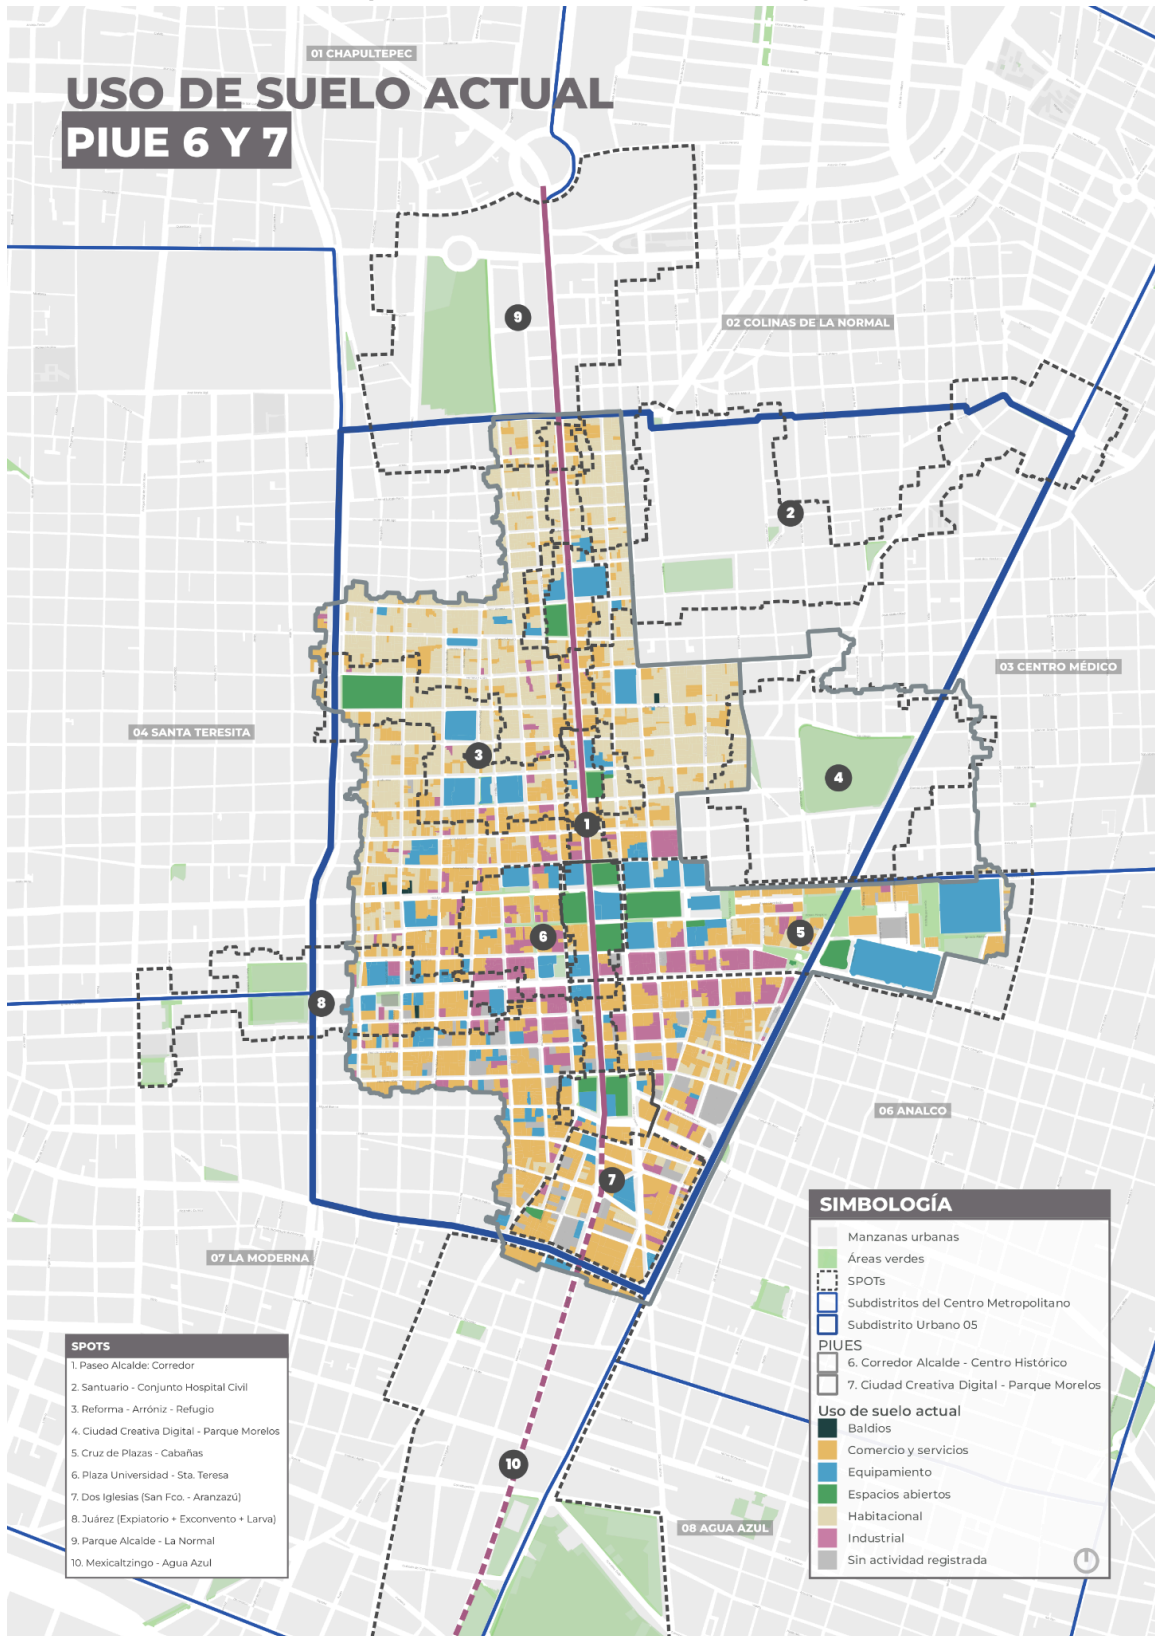 01 CHAPULTEPEC
USO DE SUELO ACTUAL
PIUE 6 Y 7
9
02 COLINAS DE LA NORMAL
2
03 CENTRO MÉDICO
04 SANTA TERESITA
3
4
1
6
5
8
06 ANALCO
7
07 LA MODERNA
10
08 AGUA AZUL
SPOTS
1. Paseo Alcalde: Corredor
2. Santuario - Conjunto Hospital Civil
3. Reforma - Arróniz - Refugio
4. Ciudad Creativa Digital - Parque Morelos
5. Cruz de Plazas - Cabañas
6. Plaza Universidad - Sta. Teresa
7. Dos Iglesias (San Fco. - Aranzazú)
8. Juárez (Expiatorio + Exconvento + Larva)
9. Parque Alcalde - La Normal
10. Mexicaltzingo - Agua Azul
SIMBOLOGÍA
Manzanas urbanas
Áreas verdes
SPOTs
Subdistritos del Centro Metropolitano
Subdistrito Urbano 05
PIUES
6. Corredor Alcalde - Centro Histórico
7. Ciudad Creativa Digital - Parque Morelos
Uso de suelo actual
Baldios
Comercio y servicios
Equipamiento
Espacios abiertos
Habitacional
Industrial
Sin actividad registrada